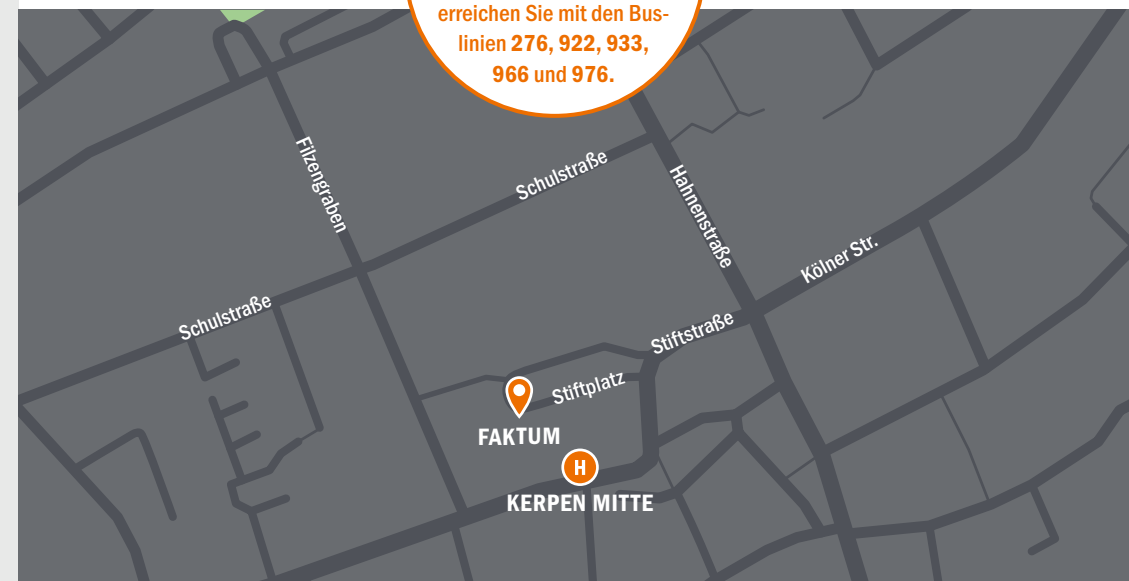 erreichen Sie mit den Bus-
linien 276, 922, 933,
966 und 976.
Filzengraben
Schulstraße
Hahnenstraße
Kölner Str.
Schulstraße
Stiftstraße
Stiftplatz
FAKTUM
H
KERPEN MITTE